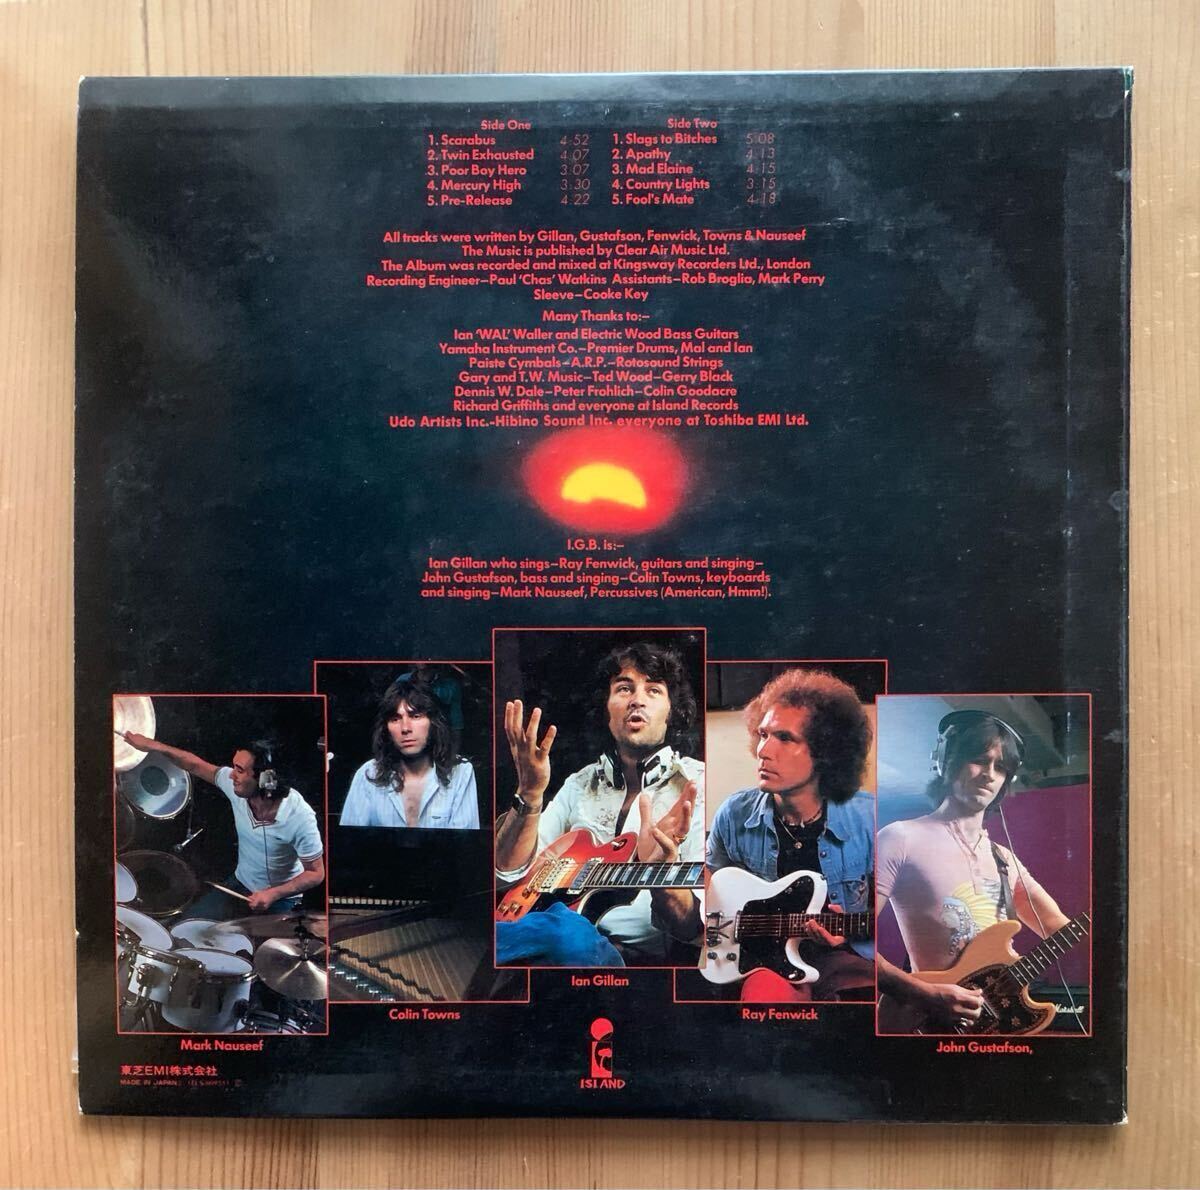 Side One
1. Scarabus 4:52
2. Twin Exhausted 4:07
3. Poor Boy Hero 3:07
4. Mercury High 3:30
5. Pre-Release 4:22
Side Two
1. Slags to Bitches 5:08
2. Apathy 4:13
3. Mad Elaine 4:15
4. Country Lights 3:15
5. Fool's Mate 4:18
All tracks were written by Gillan, Gustafson, Fenwick, Towns & Nauseef
The Music is published by Clear Air Music Ltd.
The Album was recorded and mixed at Kingsway Recorders Ltd., London
Recording Engineer–Paul 'Chas' Watkins Assistants–Rob Broglia, Mark Perry
Sleeve–Cooke Key
Many Thanks to:–
Ian 'WAL' Waller and Electric Wood Bass Guitars
Yamaha Instrument Co.–Premier Drums, Mal and Ian
Paiste Cymbals–A.R.P.–Rotosound Strings
Gary and T.W. Music–Ted Wood–Gerry Black
Dennis W. Dale–Peter Frohlich–Colin Goodacre
Richard Griffiths and everyone at Island Records
Udo Artists Inc.-Hibino Sound Inc. everyone at Toshiba EMI Ltd.
I.G.B. is:–
Ian Gillan who sings–Ray Fenwick, guitars and singing–
John Gustafson, bass and singing–Colin Towns, keyboards
and singing–Mark Nauseef, Percussives (American, Hmm!).
Ian Gillan
Colin Towns
Ray Fenwick
Marshall
Mark Nauseef
John Gustafson,
ISLAND
東芝EMI株式会社
MADE IN JAPAN